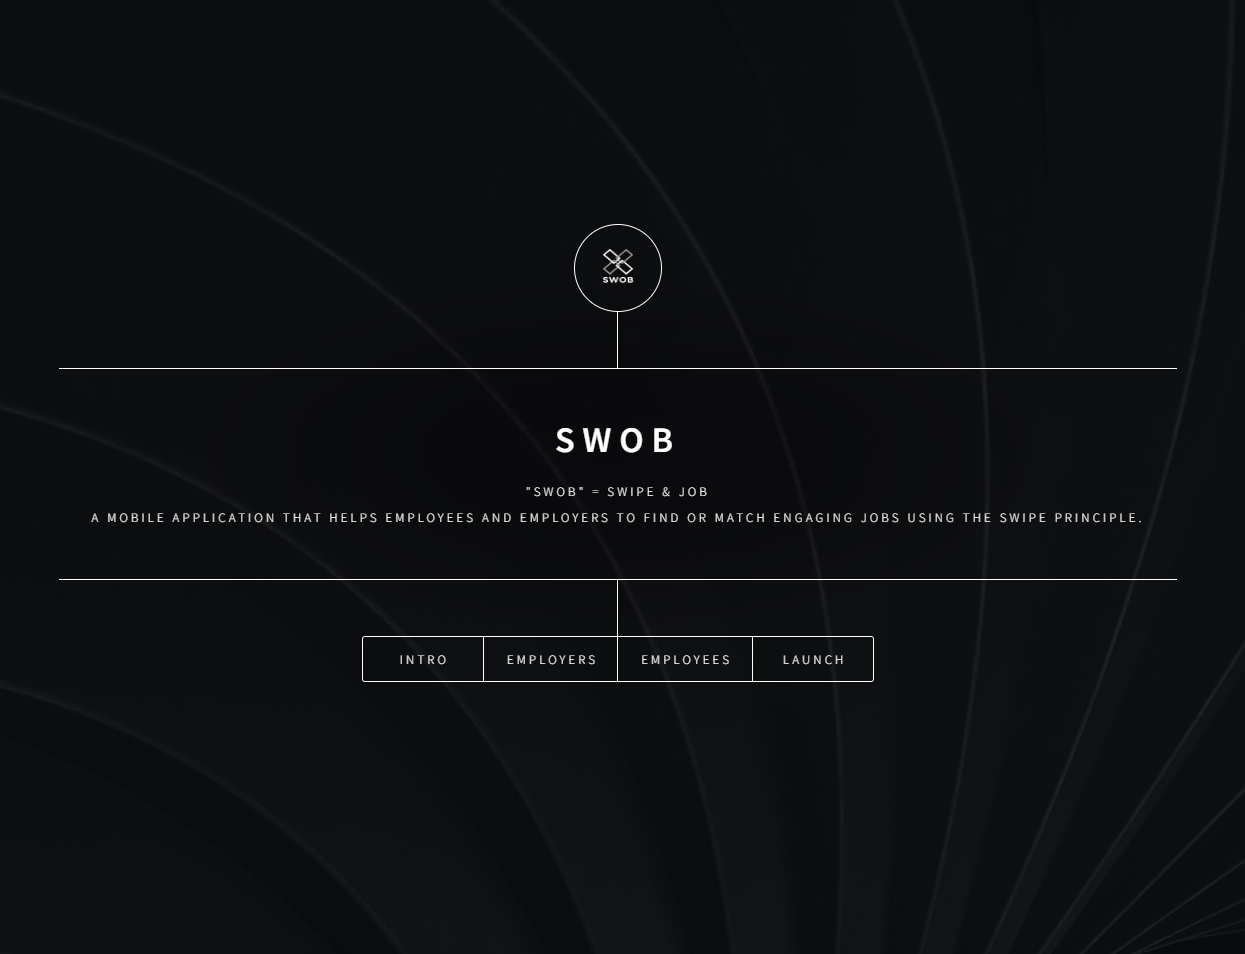 SWOB
SWOB
"SWOB" = SWIPE & JOB
A MOBILE APPLICATION THAT HELPS EMPLOYEES AND EMPLOYERS TO FIND OR MATCH ENGAGING JOBS USING THE SWIPE PRINCIPLE.
INTRO EMPLOYERS EMPLOYEES LAUNCH